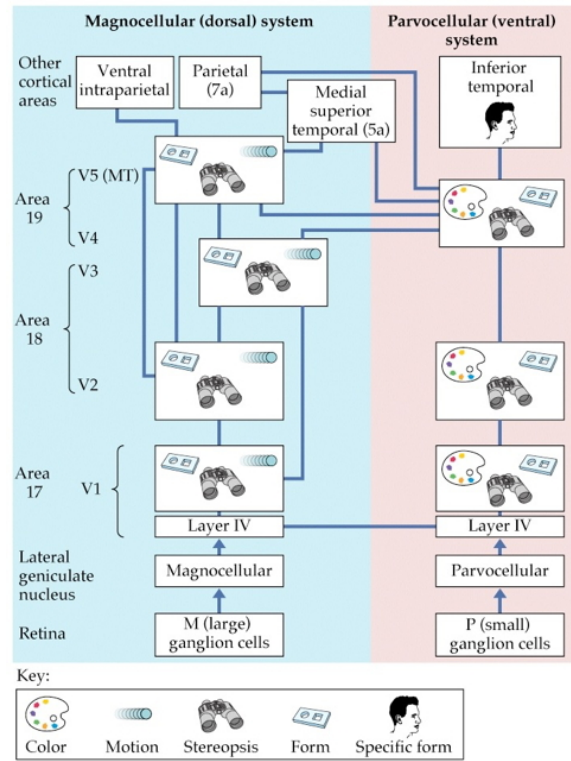 Magnocellular (dorsal) system
Parvocellular (ventral)
system
Other
cortical
areas
Ventral
intraparietal
Parietal
(7a)
Medial
superior
temporal (5a)
Inferior
temporal
Area
19
V5 (MT)
V4
Area
18
V3
V2
Area
17
V1
Layer IV
Layer IV
Lateral
geniculate
nucleus
Magnocellular
Parvocellular
Retina
M (large)
ganglion cells
P (small)
ganglion cells
Key:
Color
Motion
Stereopsis
Form
Specific form